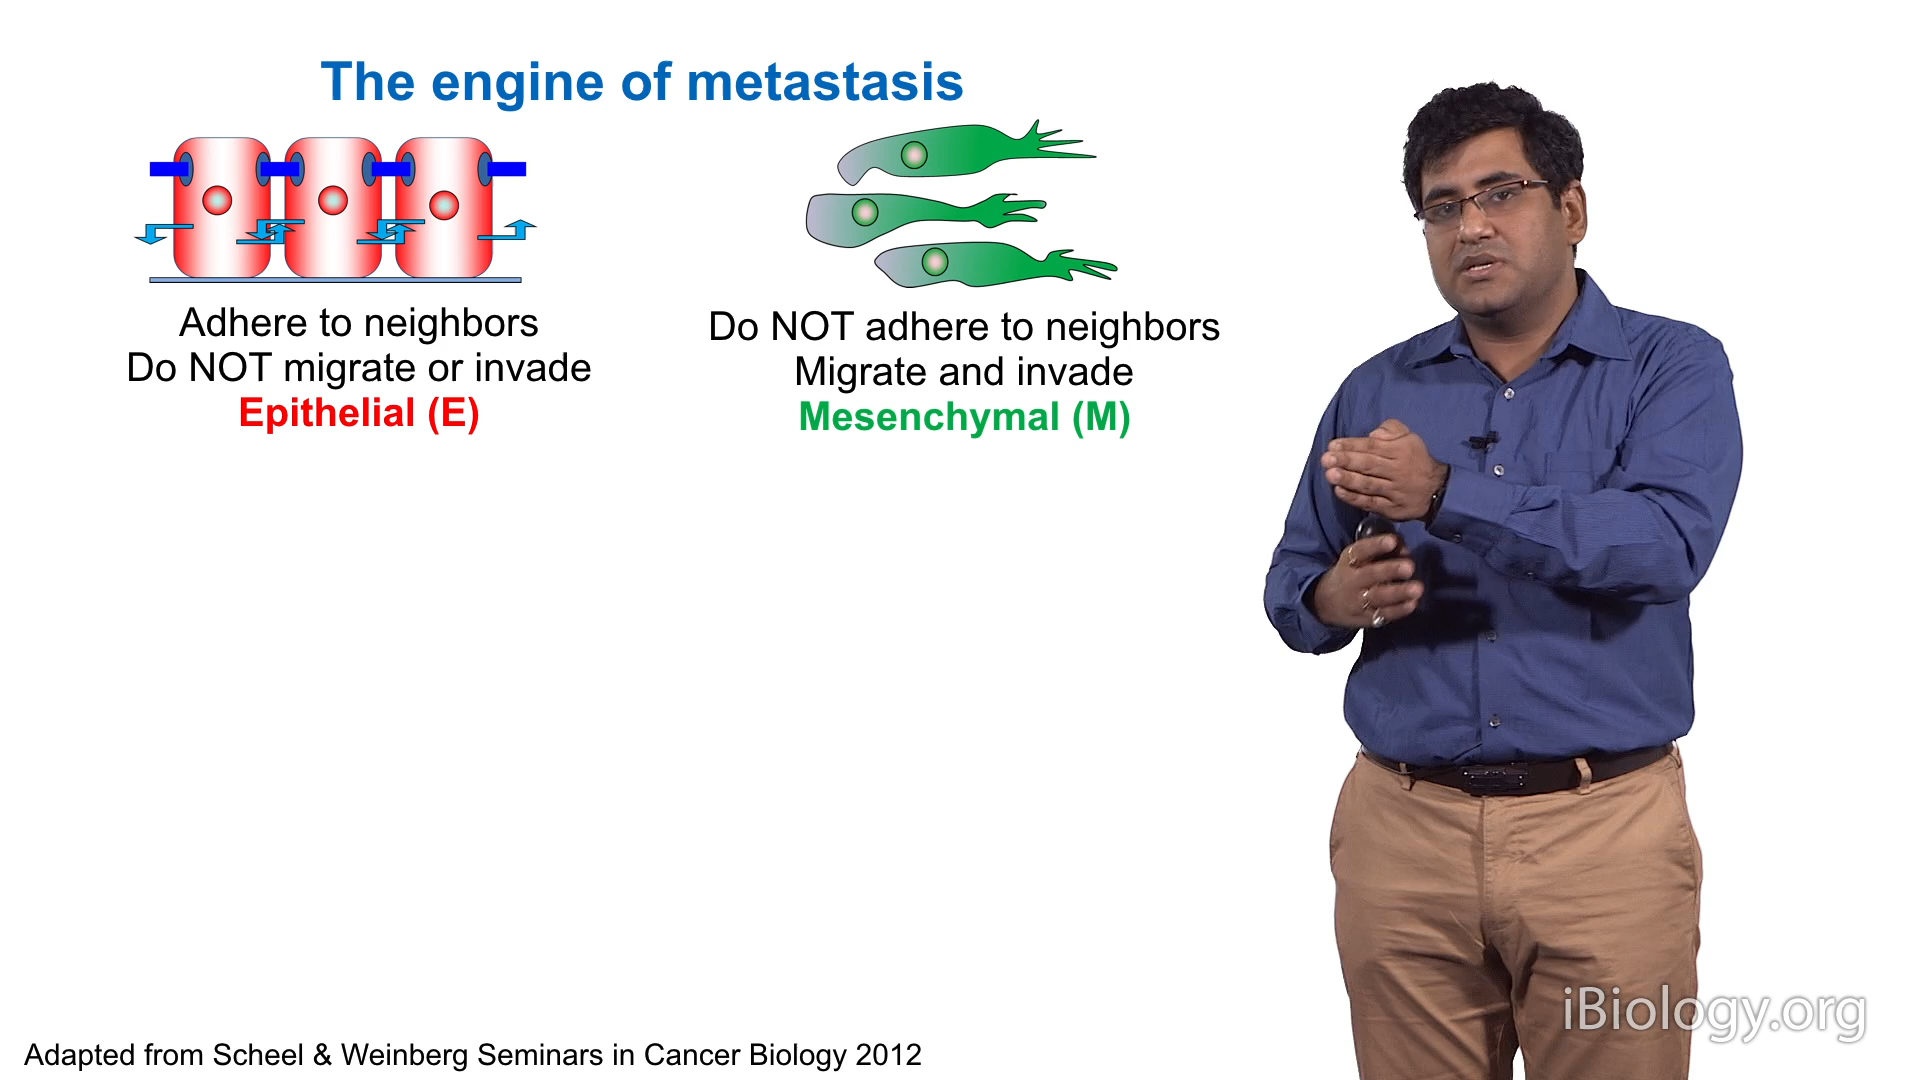 The engine of metastasis
Adhere to neighbors
Do NOT migrate or invade
Epithelial (E)
Do NOT adhere to neighbors
Migrate and invade
Mesenchymal (M)
iBiology.org
Adapted from Scheel & Weinberg Seminars in Cancer Biology 2012